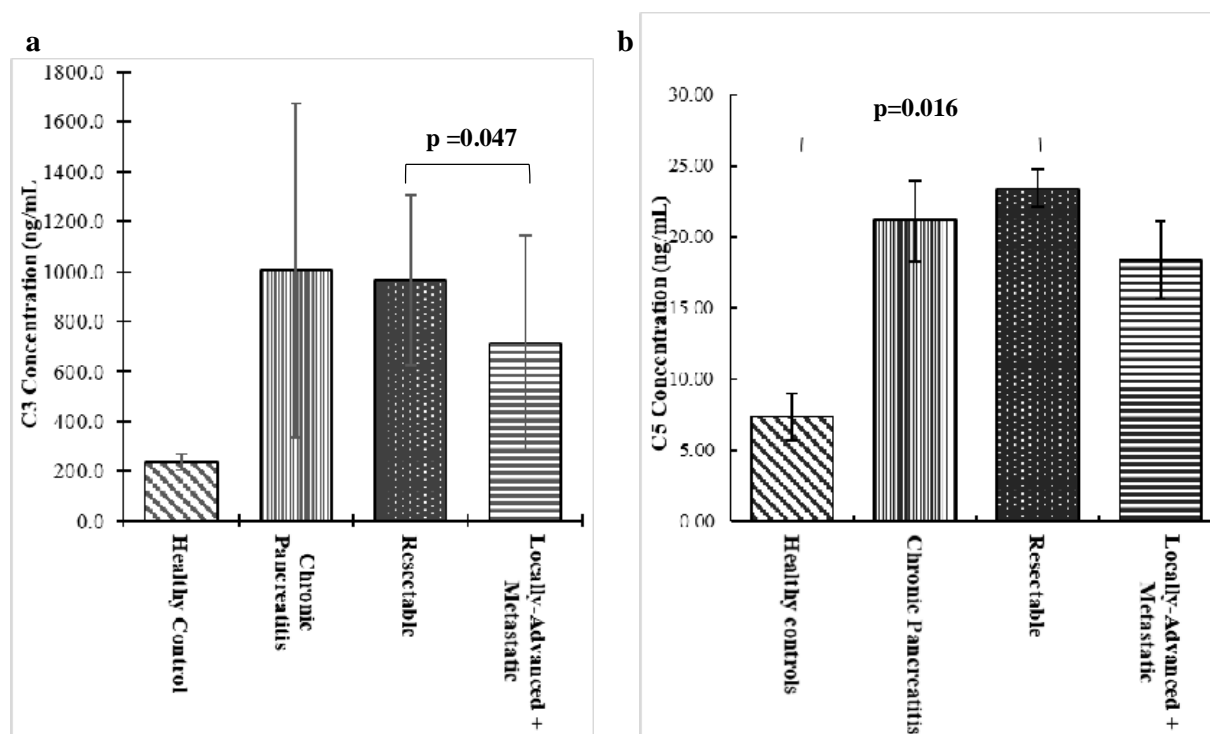 a
1800.0
1600.0
1400.0
1200.0
1000.0
800.0
600.0
400.0
200.0
0.0
C3 Concentration (ng/mL)
p =0.047
Healthy Control
Chronic
Pancreatitis
Resectable
Locally-Advanced +
Metastatic
b
30.00
25.00
20.00
15.00
10.00
5.00
0.00
C5 Concentration (ng/mL)
p=0.016
Healthy controls
Chronic Pancreatitis
Resectable
Locally-Advanced +
Metastatic